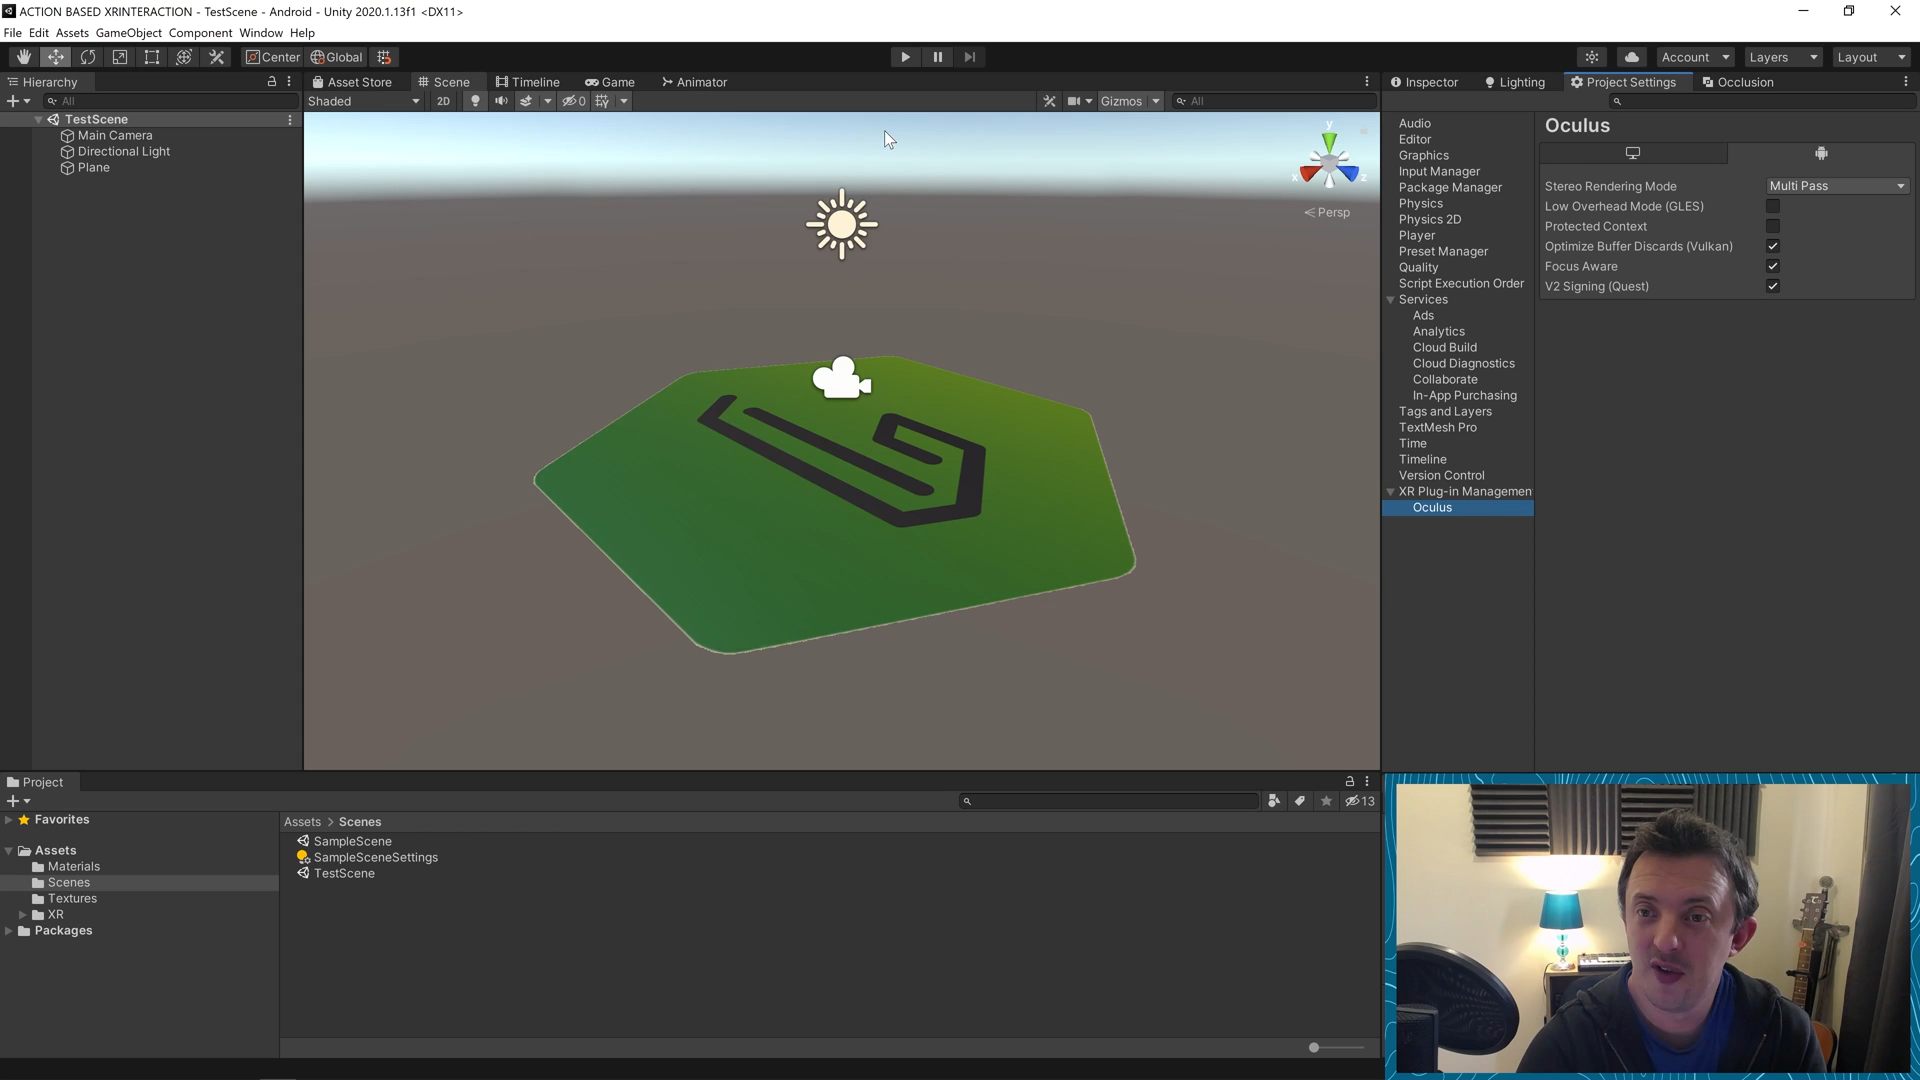 ACTION BASED XRINTERACTION - TestScene - Android - Unity 2020.1.13f1 <DX11>
File Edit Assets GameObject Component Window Help
Center Global
Account Layers Layout
Hierarchy
All
TestScene
Main Camera
Directional Light
Plane
Asset Store Scene Timeline Game Animator
Shaded 2D 0 Gizmos All
y
x z
Persp
Inspector Lighting Project Settings Occlusion
Audio
Editor
Graphics
Input Manager
Package Manager
Physics
Physics 2D
Player
Preset Manager
Quality
Script Execution Order
Services
Ads
Analytics
Cloud Build
Cloud Diagnostics
Collaborate
In-App Purchasing
Tags and Layers
TextMesh Pro
Time
Timeline
Version Control
XR Plug-in Managemen
Oculus
Oculus
Stereo Rendering Mode Multi Pass
Low Overhead Mode (GLES)
Protected Context
Optimize Buffer Discards (Vulkan)
Focus Aware
V2 Signing (Quest)
Project
13
Favorites
Assets
Materials
Scenes
Textures
XR
Packages
Assets > Scenes
SampleScene
SampleSceneSettings
TestScene